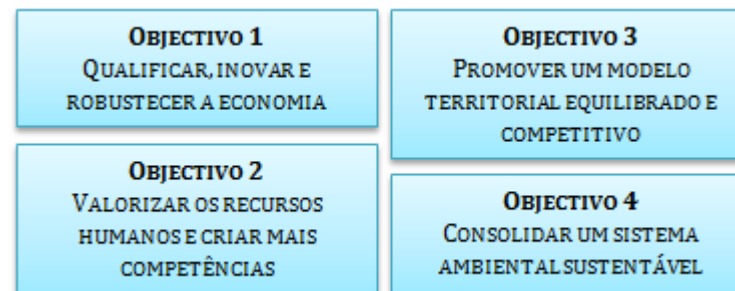 OBJECTIVO 1
QUALIFICAR, INOVAR E
ROBUSTECER A ECONOMIA
OBJECTIVO 2
VALORIZAR OS RECURSOS
HUMANOS E CRIAR MAIS
COMPETÊNCIAS
OBJECTIVO 3
PROMOVER UM MODELO
TERRITORIAL EQUILIBRADO E
COMPETITIVO
OBJECTIVO 4
CONSOLIDAR UM SISTEMA
AMBIENTAL SUSTENTÁVEL